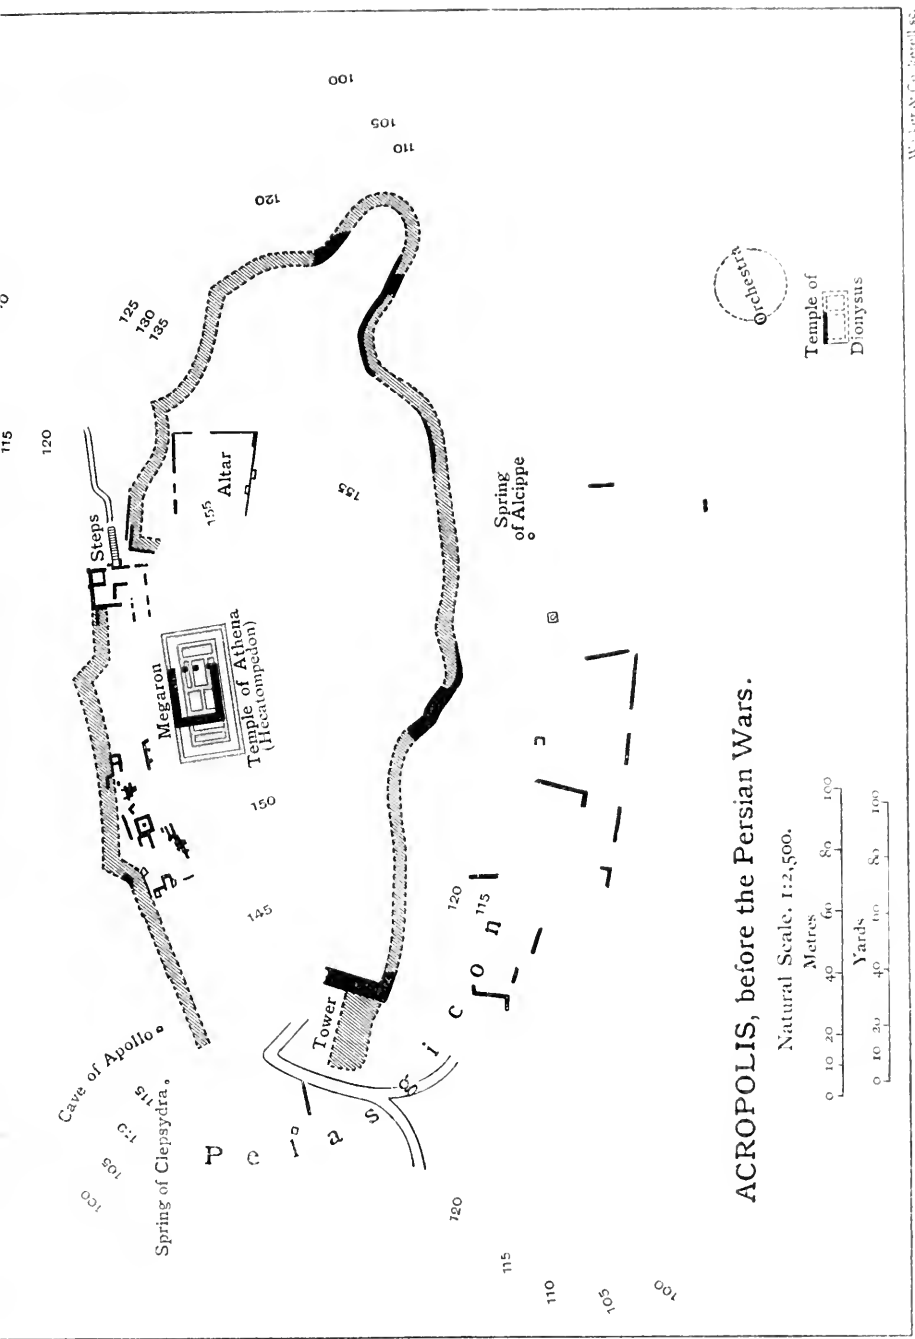 ACROPOLIS, before the Persian Wars.
Natural Scale. 1:2,500.
Metres
0 10 20 40 60 80 100
Yards
0 10 20 40 60 80 100
Cave of Apollo
Spring of Clepsydra
Pelasgicon
Tower
Megaron
Temple of Athena
(Hecatompedon)
Steps
Altar
Spring
of Alcippe
Orchestra
Temple of
Dionysus
100
105
115
120
115
110
105
100
120
115
145
150
155
155
115
120
125
130
135
120
110
105
100